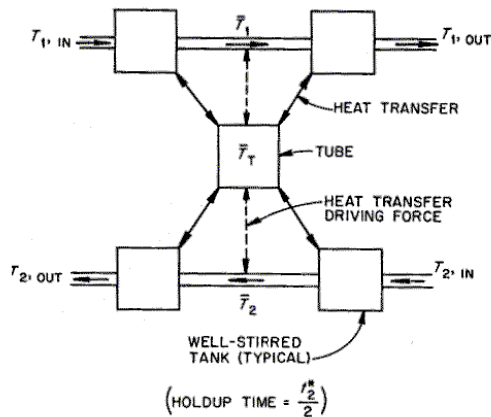 T1, IN
T̄1
T1, OUT
HEAT TRANSFER
T̄T
TUBE
HEAT TRANSFER
DRIVING FORCE
T2, OUT
T̄2
T2, IN
WELL-STIRRED
TANK (TYPICAL)
(HOLDUP TIME = t2*/2)